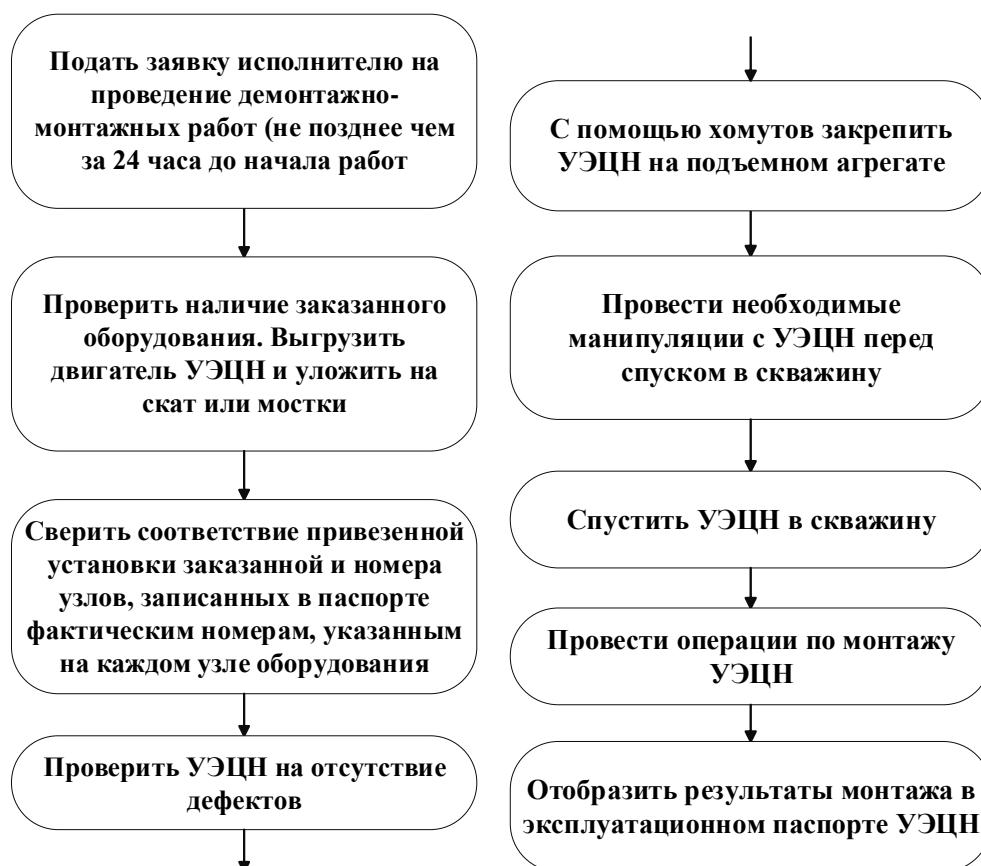 Подать заявку исполнителю на
проведение демонтажно-
монтажных работ (не позднее чем
за 24 часа до начала работ
Проверить наличие заказанного
оборудования. Выгрузить
двигатель УЭЦН и уложить на
скат или мостки
Сверить соответствие привезенной
установки заказанной и номера
узлов, записанных в паспорте
фактическим номерам, указанным
на каждом узле оборудования
Проверить УЭЦН на отсутствие
дефектов
С помощью хомутов закрепить
УЭЦН на подъемном агрегате
Провести необходимые
манипуляции с УЭЦН перед
спуском в скважину
Спустить УЭЦН в скважину
Провести операции по монтажу
УЭЦН
Отобразить результаты монтажа в
эксплуатационном паспорте УЭЦН